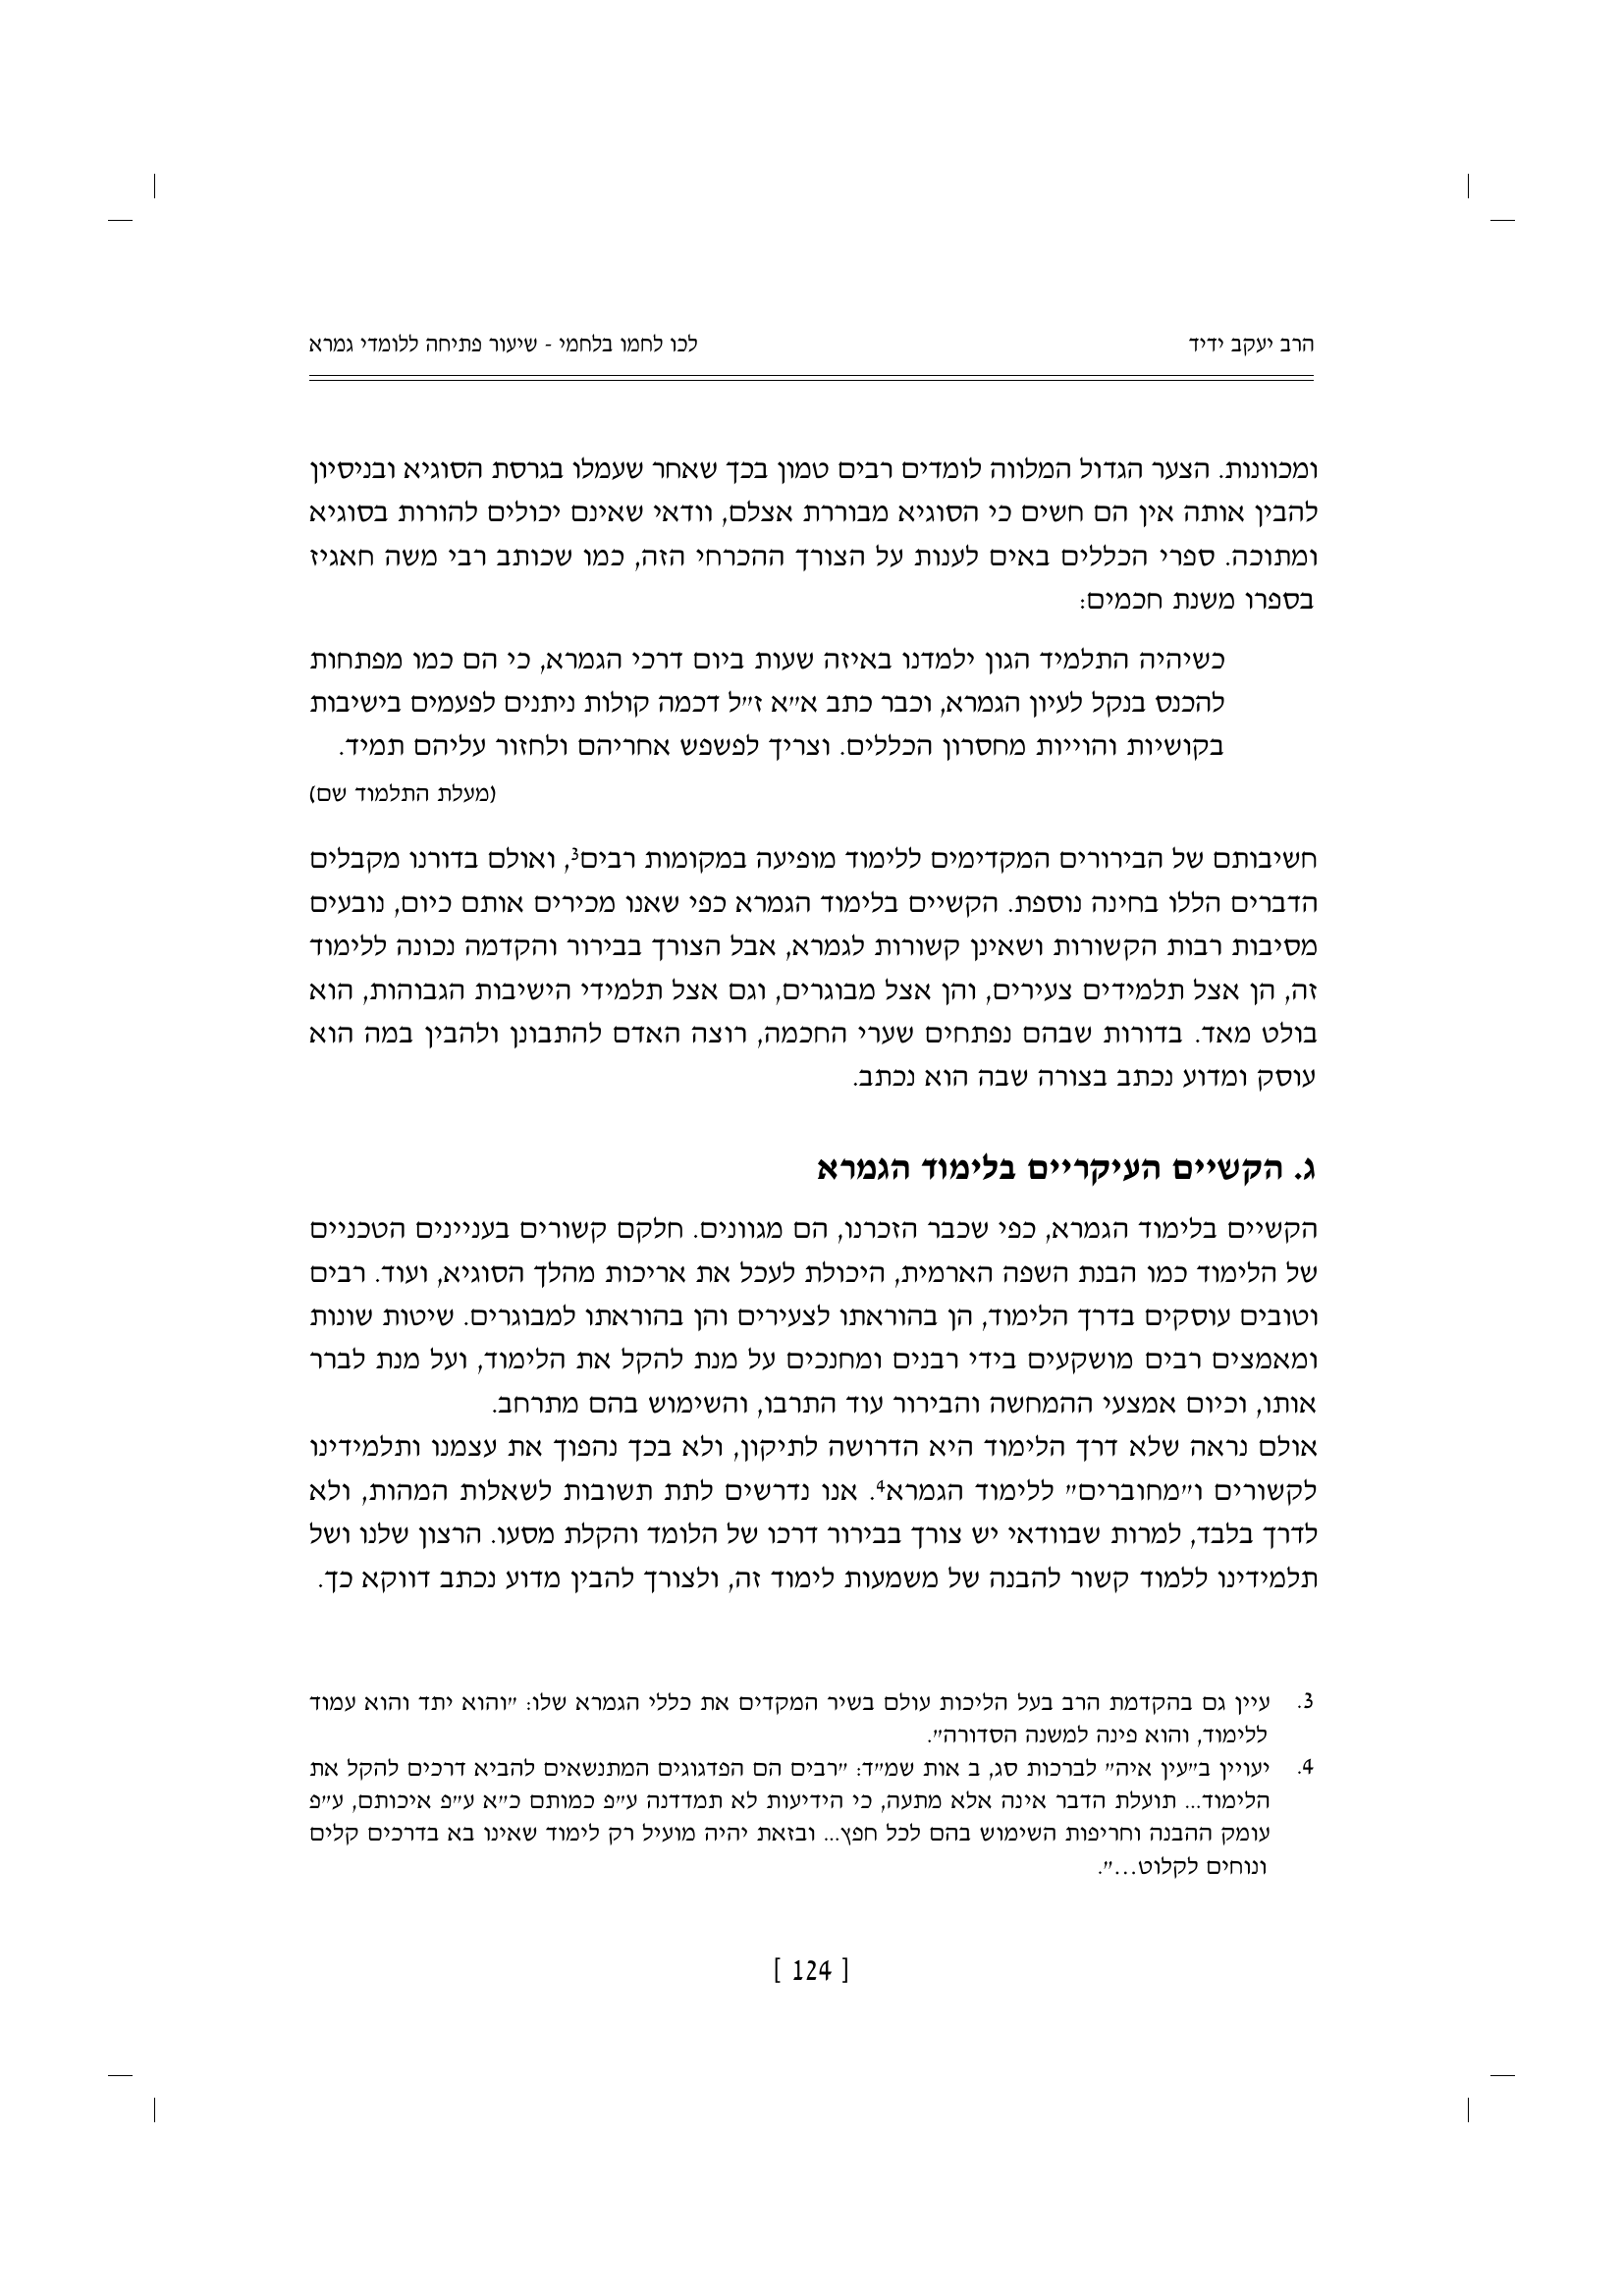 הרב יעקב ידיד
לכו לחמו בלחמי - שיעור פתיחה ללומדי גמרא
ומכוונות. הצער הגדול המלווה לומדים רבים טמון בכך שאחר שעמלו בגרסת הסוגיא ובניסיון
להבין אותה אין הם חשים כי הסוגיא מבוררת אצלם, וודאי שאינם יכולים להורות בסוגיא
ומתוכה. ספרי הכללים באים לענות על הצורך ההכרחי הזה, כמו שכותב רבי משה חאגיז
בספרו משנת חכמים:
כשיהיה התלמיד הגון ילמדנו באיזה שעות ביום דרכי הגמרא, כי הם כמו מפתחות
להכנס בנקל לעיון הגמרא, וכבר כתב א״א ז״ל דכמה קולות ניתנים לפעמים בישיבות
בקושיות והוייות מחסרון הכללים. וצריך לפשפש אחריהם ולחזור עליהם תמיד.
(מעלת התלמוד שם)
חשיבותם של הבירורים המקדימים ללימוד מופיעה במקומות רבים3, ואולם בדורנו מקבלים
הדברים הללו בחינה נוספת. הקשיים בלימוד הגמרא כפי שאנו מכירים אותם כיום, נובעים
מסיבות רבות הקשורות ושאינן קשורות לגמרא, אבל הצורך בבירור והקדמה נכונה ללימוד
זה, הן אצל תלמידים צעירים, והן אצל מבוגרים, וגם אצל תלמידי הישיבות הגבוהות, הוא
בולט מאד. בדורות שבהם נפתחים שערי החכמה, רוצה האדם להתבונן ולהבין במה הוא
עוסק ומדוע נכתב בצורה שבה הוא נכתב.
ג. הקשיים העיקריים בלימוד הגמרא
הקשיים בלימוד הגמרא, כפי שכבר הזכרנו, הם מגוונים. חלקם קשורים בעניינים הטכניים
של הלימוד כמו הבנת השפה הארמית, היכולת לעכל את אריכות מהלך הסוגיא, ועוד. רבים
וטובים עוסקים בדרך הלימוד, הן בהוראתו לצעירים והן בהוראתו למבוגרים. שיטות שונות
ומאמצים רבים מושקעים בידי רבנים ומחנכים על מנת להקל את הלימוד, ועל מנת לברר
אותו, וכיום אמצעי ההמחשה והבירור עוד התרבו, והשימוש בהם מתרחב.
אולם נראה שלא דרך הלימוד היא הדרושה לתיקון, ולא בכך נהפוך את עצמנו ותלמידינו
לקשורים ו״מחוברים״ ללימוד הגמרא4. אנו נדרשים לתת תשובות לשאלות המהות, ולא
לדרך בלבד, למרות שבוודאי יש צורך בבירור דרכו של הלומד והקלת מסעו. הרצון שלנו ושל
תלמידינו ללמוד קשור להבנה של משמעות לימוד זה, ולצורך להבין מדוע נכתב דווקא כך.
3. עיין גם בהקדמת הרב בעל הליכות עולם בשיר המקדים את כללי הגמרא שלו: ״והוא יתד והוא עמוד
ללימוד, והוא פינה למשנה הסדורה״.
4. יעויין ב״עין איה״ לברכות סג, ב אות שמ״ד: ״רבים הם הפדגוגים המתנשאים להביא דרכים להקל את
הלימוד... תועלת הדבר אינה אלא מתעה, כי הידיעות לא תמדדנה ע״פ כמותם כ״א ע״פ איכותם, ע״פ
עומק ההבנה וחריפות השימוש בהם לכל חפץ... ובזאת יהיה מועיל רק לימוד שאינו בא בדרכים קלים
ונוחים לקלוט...״.
[ 124 ]